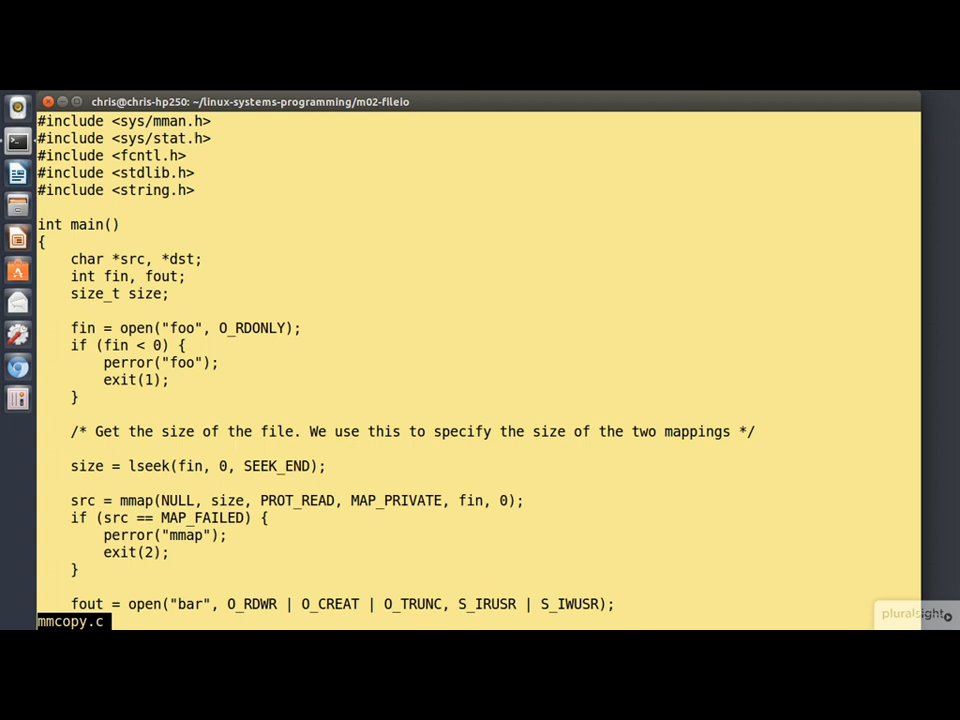 chris@chris-hp250: ~/linux-systems-programming/m02-fileio
#include <sys/mman.h>
#include <sys/stat.h>
#include <fcntl.h>
#include <stdlib.h>
#include <string.h>

int main()
{
    char *src, *dst;
    int fin, fout;
    size_t size;

    fin = open("foo", O_RDONLY);
    if (fin < 0) {
        perror("foo");
        exit(1);
    }

    /* Get the size of the file. We use this to specify the size of the two mappings */

    size = lseek(fin, 0, SEEK_END);

    src = mmap(NULL, size, PROT_READ, MAP_PRIVATE, fin, 0);
    if (src == MAP_FAILED) {
        perror("mmap");
        exit(2);
    }

    fout = open("bar", O_RDWR | O_CREAT | O_TRUNC, S_IRUSR | S_IWUSR);
mmcopy.c
pluralsight